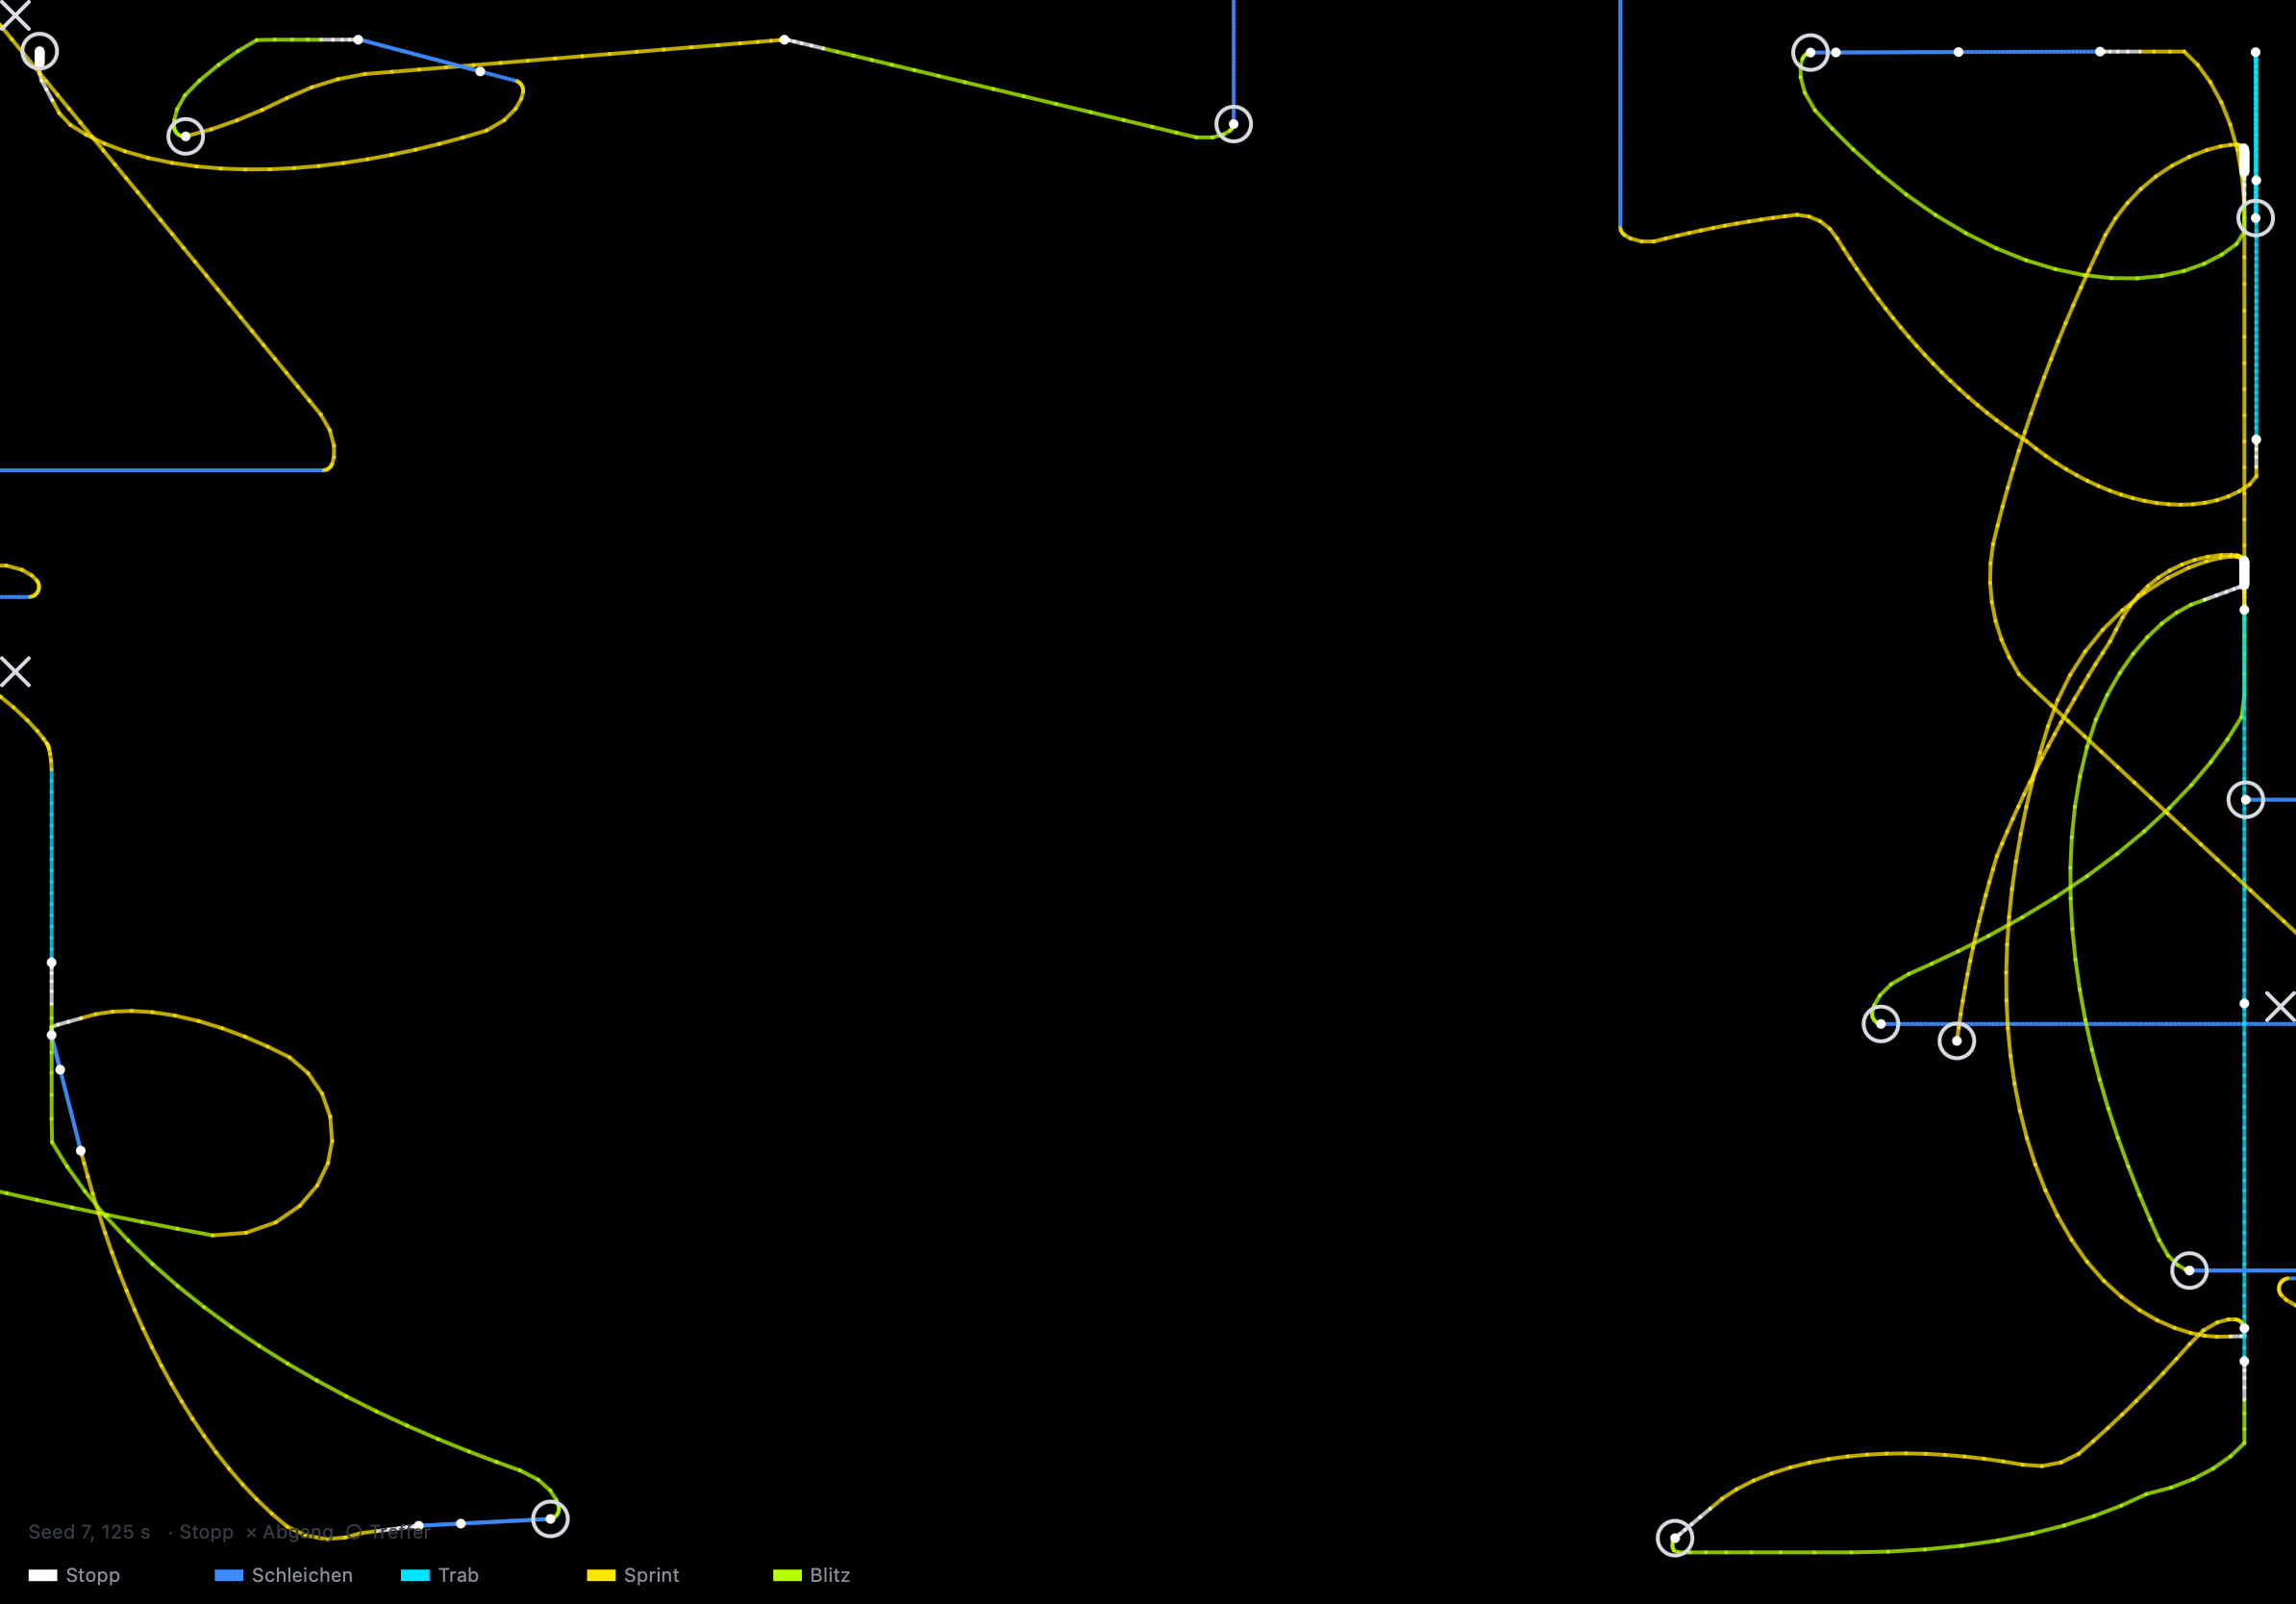 Seed 7, 125 s · Stopp × Abgang ○ Treffer
Stopp Schleichen Trab Sprint Blitz